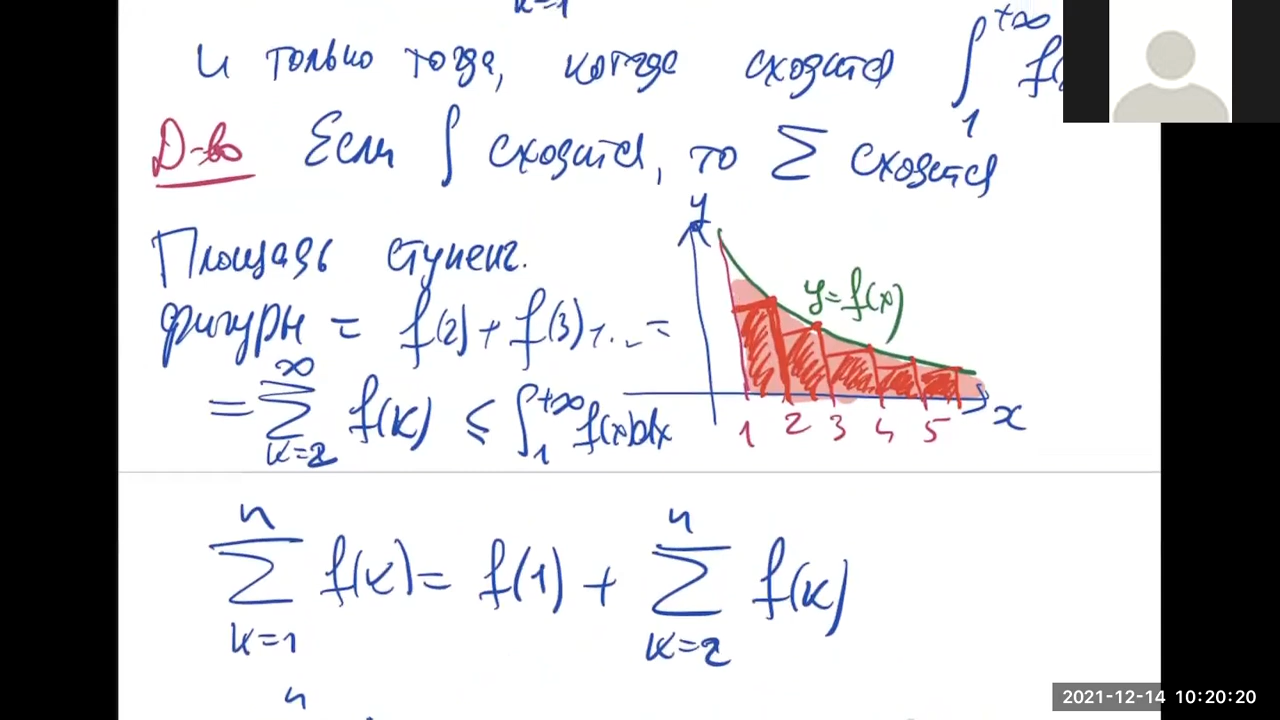 k=1
и только тогда, когда сходится ∫₁^{+∞} f(
Д-во Если ∫ сходится, то Σ сходится
Площадь ступенч.
фигуры = f(2) + f(3) + ... =
= Σ_{k=2}^{∞} f(k) ≤ ∫₁^{+∞} f(x)dx
y
y=f(x)
1 2 3 4 5 x
Σ_{k=1}^{n} f(k) = f(1) + Σ_{k=2}^{n} f(k)
n
2021-12-14 10:20:20